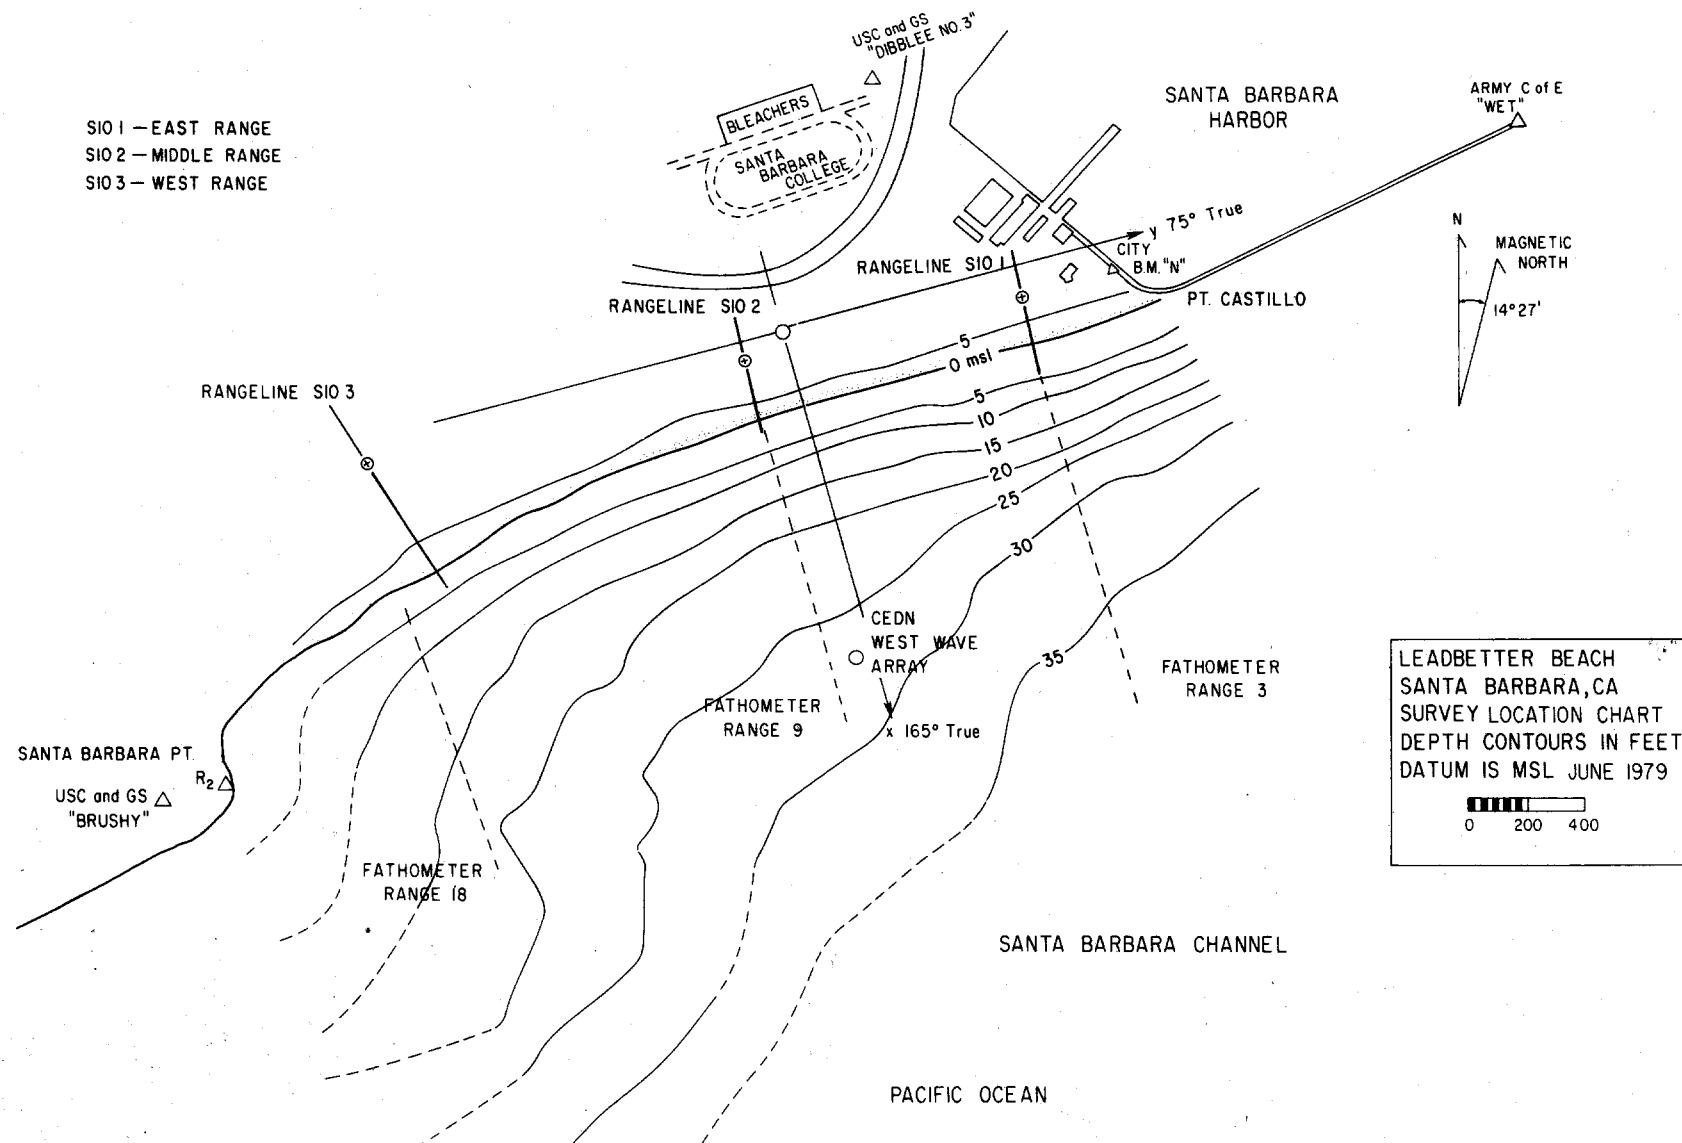 USC and GS
"DIBBLEE NO.3"
BLEACHERS
SANTA
BARBARA
COLLEGE
SANTA BARBARA
HARBOR
ARMY C of E
"WET"
SIO 1 — EAST RANGE
SIO 2 — MIDDLE RANGE
SIO 3 — WEST RANGE
y 75° True
CITY
B.M. "N"
RANGELINE SIO 1
RANGELINE SIO 2
RANGELINE SIO 3
PT. CASTILLO
N
MAGNETIC
NORTH
14°27'
5
0 msl
5
10
15
20
25
30
35
CEDN
WEST WAVE
ARRAY
x 165° True
FATHOMETER
RANGE 9
FATHOMETER
RANGE 3
FATHOMETER
RANGE 18
SANTA BARBARA PT.
R2
USC and GS
"BRUSHY"
LEADBETTER BEACH
SANTA BARBARA, CA
SURVEY LOCATION CHART
DEPTH CONTOURS IN FEET
DATUM IS MSL JUNE 1979
0 200 400
SANTA BARBARA CHANNEL
PACIFIC OCEAN